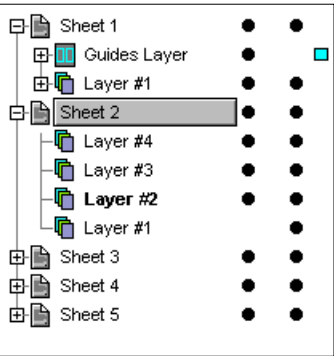 Sheet 1
Guides Layer
Layer #1
Sheet 2
Layer #4
Layer #3
Layer #2
Layer #1
Sheet 3
Sheet 4
Sheet 5